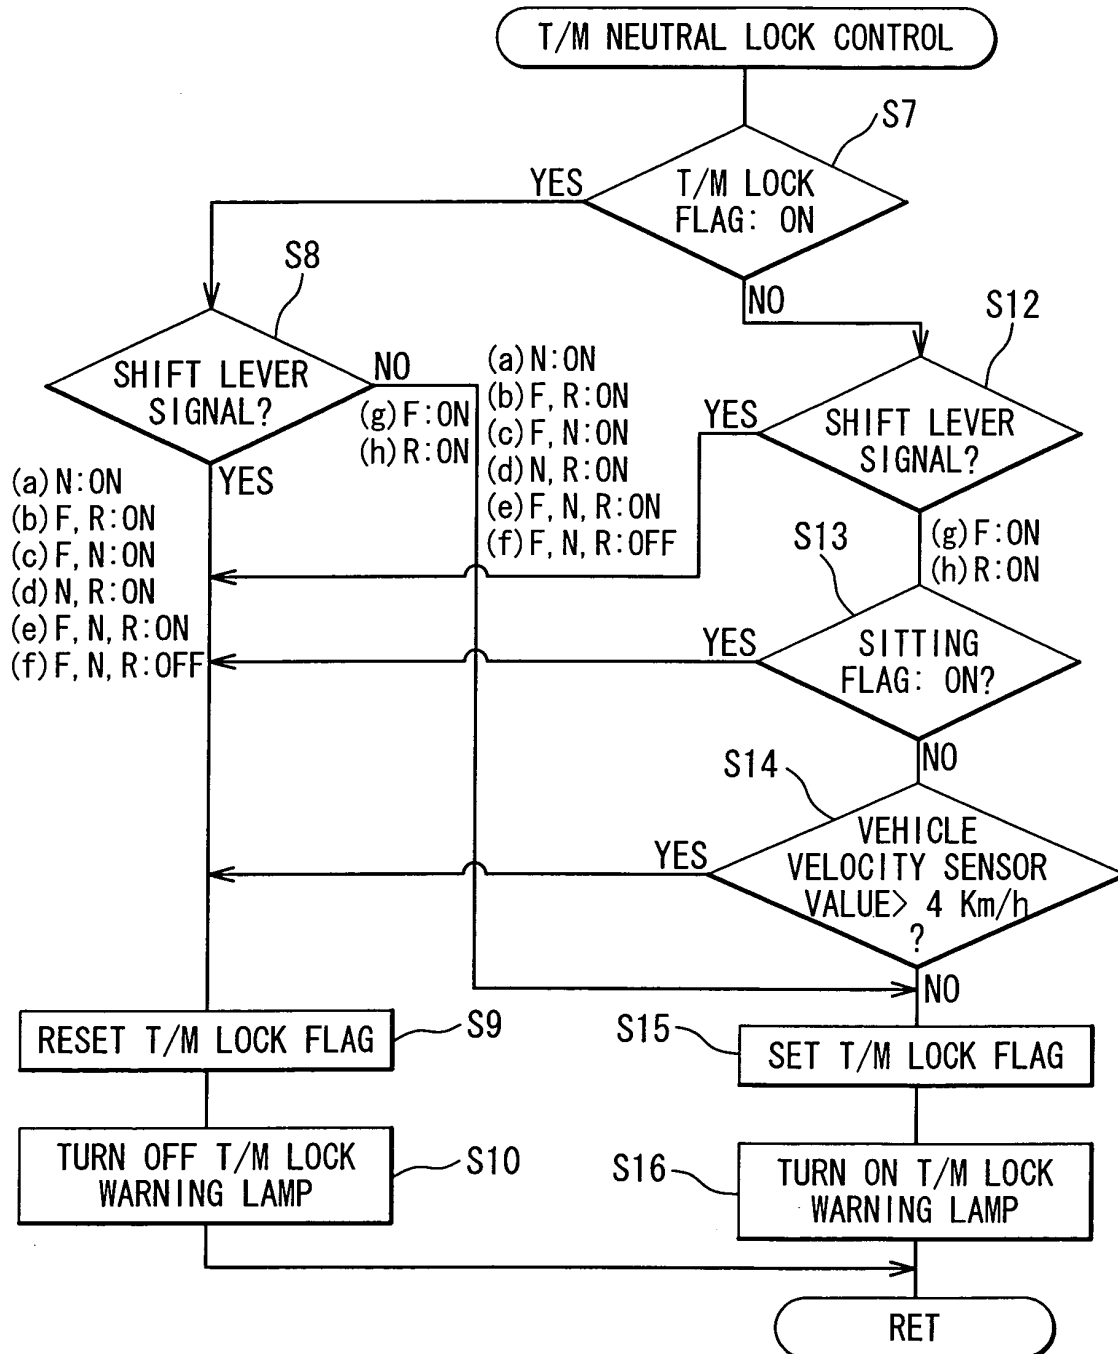 T/M NEUTRAL LOCK CONTROL
S7
T/M LOCK
FLAG: ON
YES
NO
S8
SHIFT LEVER
SIGNAL?
NO
(g) F:ON
(h) R:ON
YES
(a) N:ON
(b) F, R:ON
(c) F, N:ON
(d) N, R:ON
(e) F, N, R:ON
(f) F, N, R:OFF
S12
SHIFT LEVER
SIGNAL?
YES
(a) N:ON
(b) F, R:ON
(c) F, N:ON
(d) N, R:ON
(e) F, N, R:ON
(f) F, N, R:OFF
(g) F:ON
(h) R:ON
S13
SITTING
FLAG: ON?
YES
NO
S14
VEHICLE
VELOCITY SENSOR
VALUE> 4 Km/h
?
YES
NO
RESET T/M LOCK FLAG
S9
TURN OFF T/M LOCK
WARNING LAMP
S10
S15
SET T/M LOCK FLAG
S16
TURN ON T/M LOCK
WARNING LAMP
RET